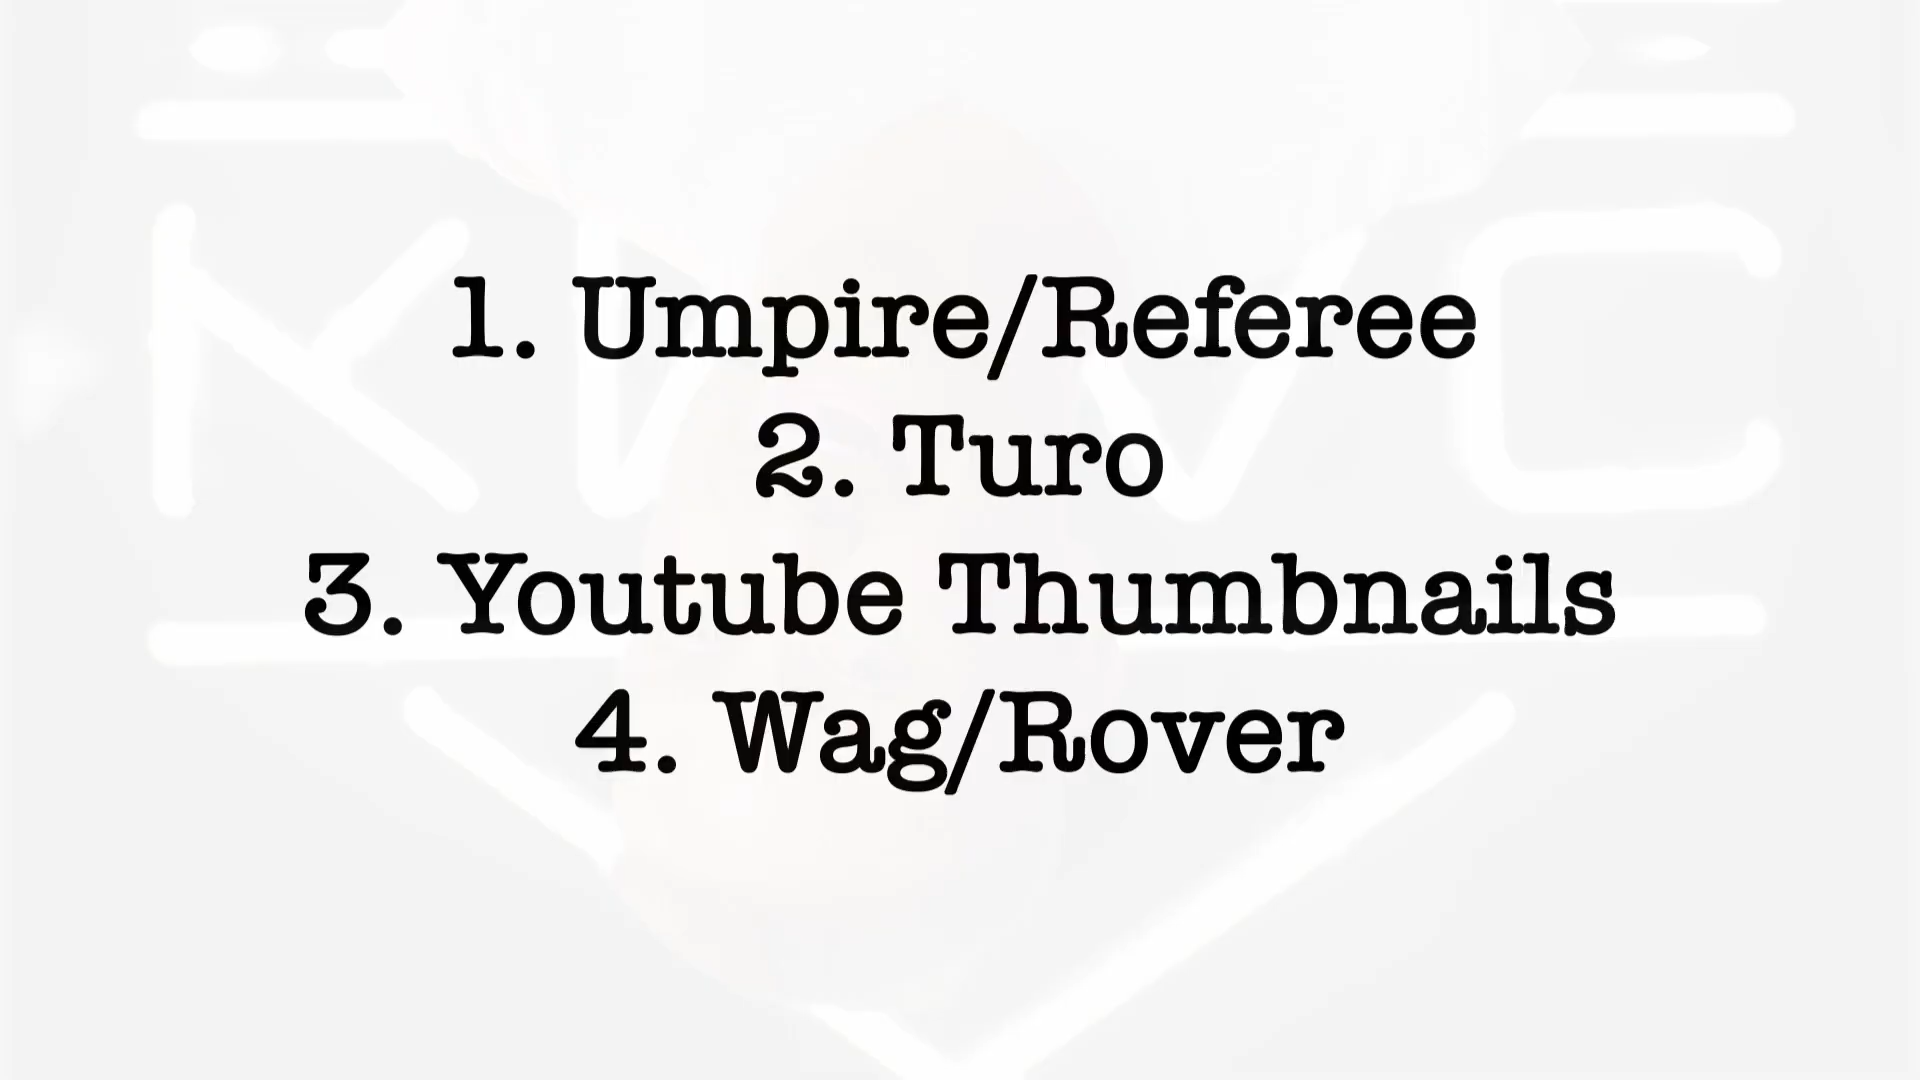 1. Umpire/Referee
2. Turo
3. Youtube Thumbnails
4. Wag/Rover